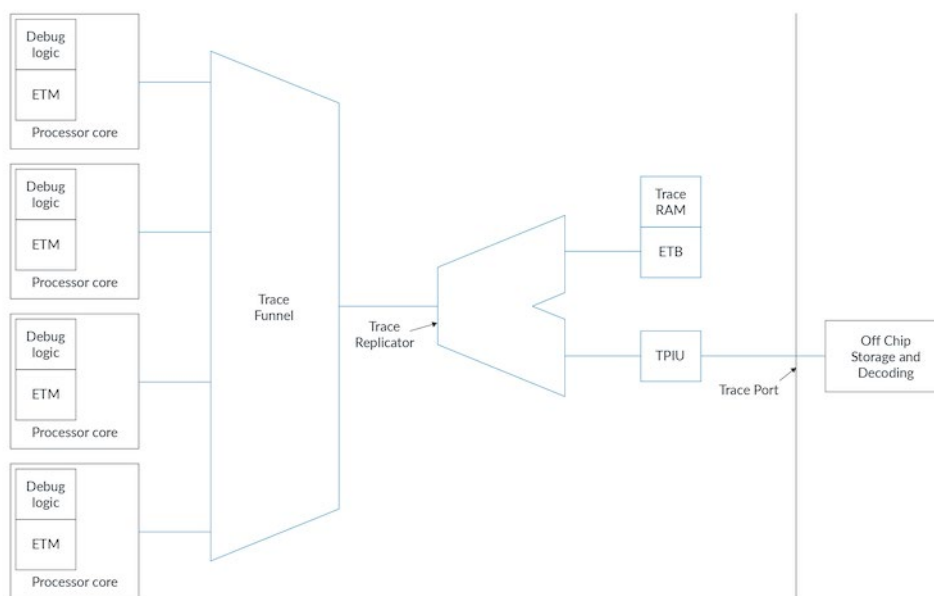 Debug
logic
ETM
Processor core
Debug
logic
ETM
Processor core
Debug
logic
ETM
Processor core
Debug
logic
ETM
Processor core
Trace
Funnel
Trace
Replicator
Trace
RAM
ETB
TPIU
Trace Port
Off Chip
Storage and
Decoding